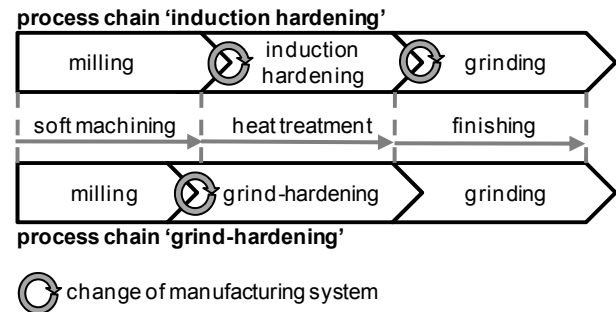 process chain ‘induction hardening’
milling
induction
hardening
grinding
soft machining
heat treatment
finishing
milling
grind-hardening
grinding
process chain ‘grind-hardening’
change of manufacturing system